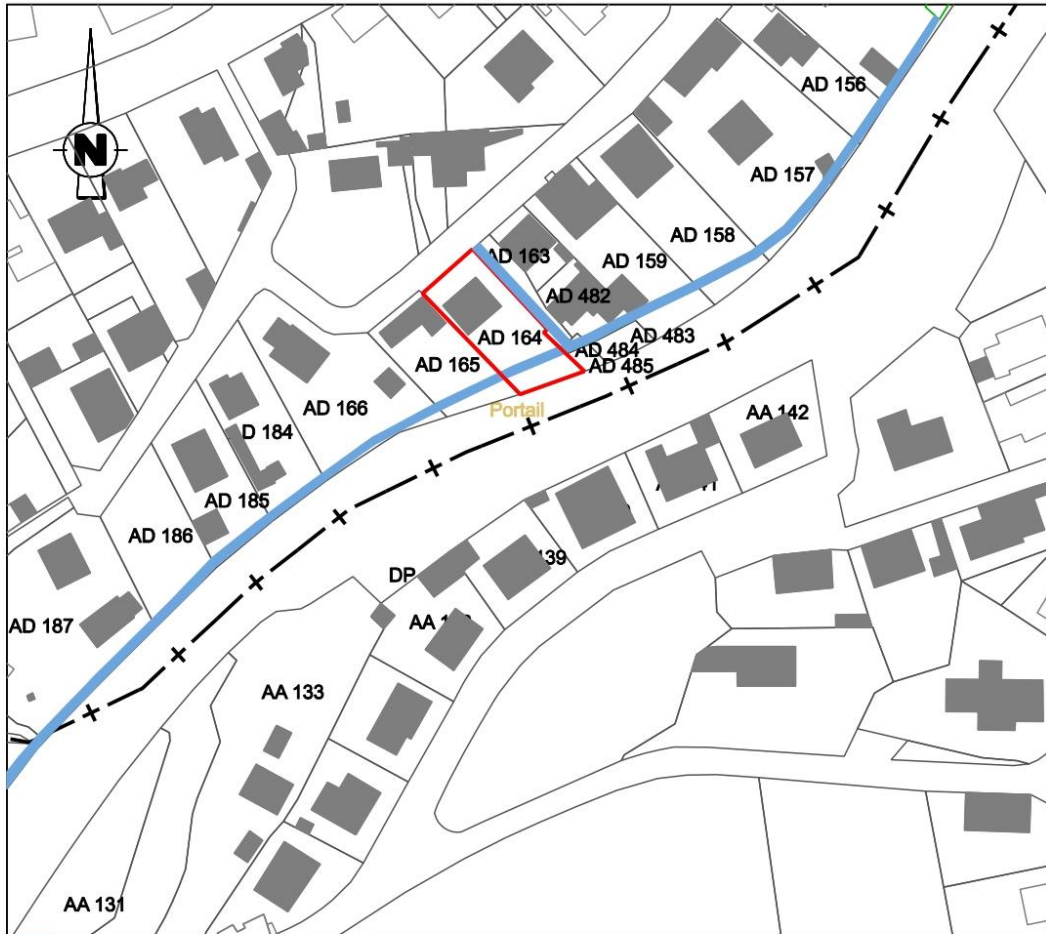 AD 156
N
AD 157
AD 158
AD 163
AD 159
AD 482
AD 483
AD 164
AD 484
AD 165
AD 485
AD 166
Portail
AA 142
D 184
AD 185
AD 186
139
DP
AD 187
AA
AA 133
AA 131